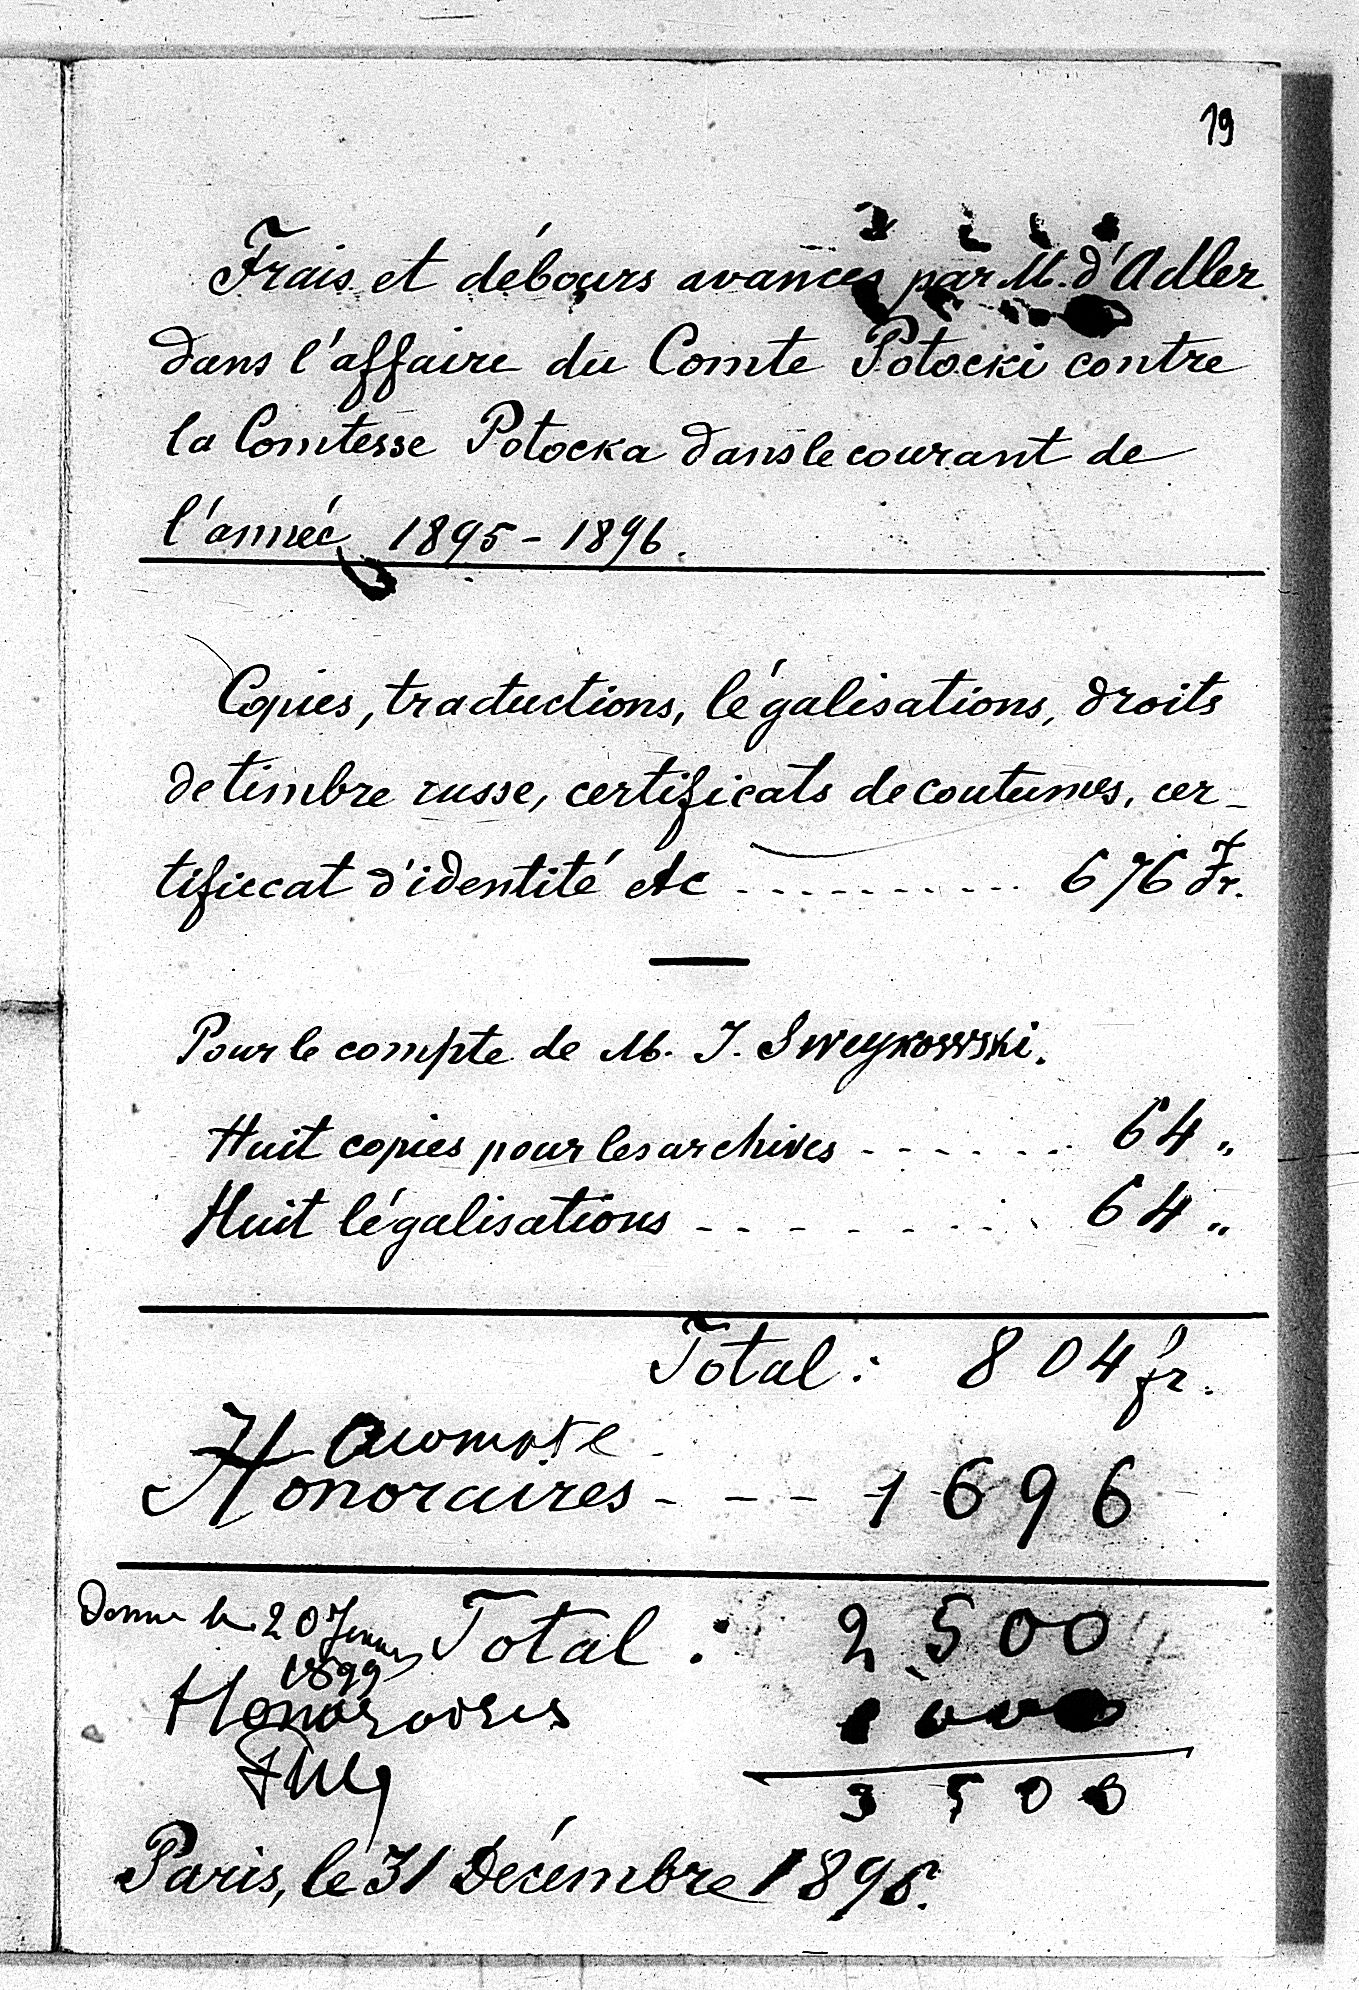 19
Frais et débours avancés par M. d'Adler
dans l'affaire du Comte Potocki contre
la Comtesse Potocka dans le courant de
l'année 1895 - 1896.
Copies, traductions, légalisations, droits
de timbre russe, certificats de coutumes, cer-
tificat d'identité etc - - - - - - - - - - 676 Fr.
Pour le compte de M. J. Sweykowski.
Huit copies pour les archives - - - - - - - 64 "
Huit légalisations - - - - - - - - 64 "
Total : 804 fr.
Acompte
Honoraires - - - - 1696
Donné le 20 1899
Total : 2500
Honoraires 1000
3500
Paris, le 31 Décembre 1896.